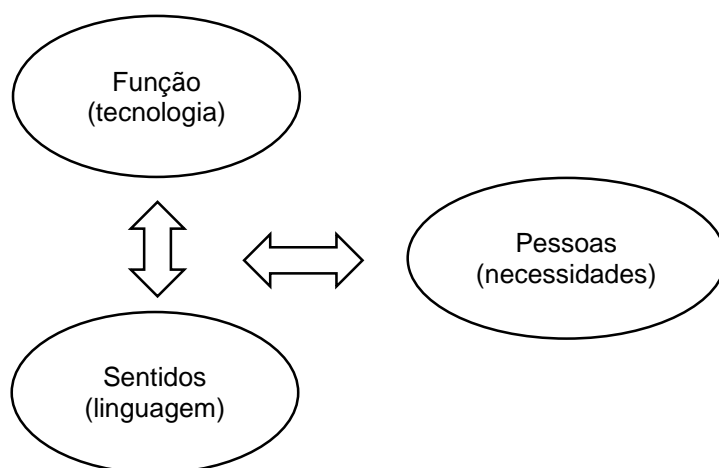 Função
(tecnologia)
Pessoas
(necessidades)
Sentidos
(linguagem)